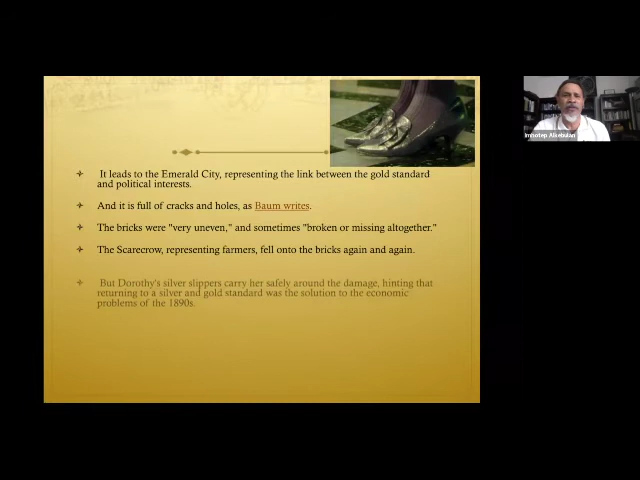 It leads to the Emerald City, representing the link between the gold standard
and political interests.
And it is full of cracks and holes, as Baum writes.
The bricks were "very uneven," and sometimes "broken or missing altogether."
The Scarecrow, representing farmers, fell onto the bricks again and again.
But Dorothy's silver slippers carry her safely around the damage, hinting that
returning to a silver and gold standard was the solution to the economic
problems of the 1890s.
Imhotep Alkebulan